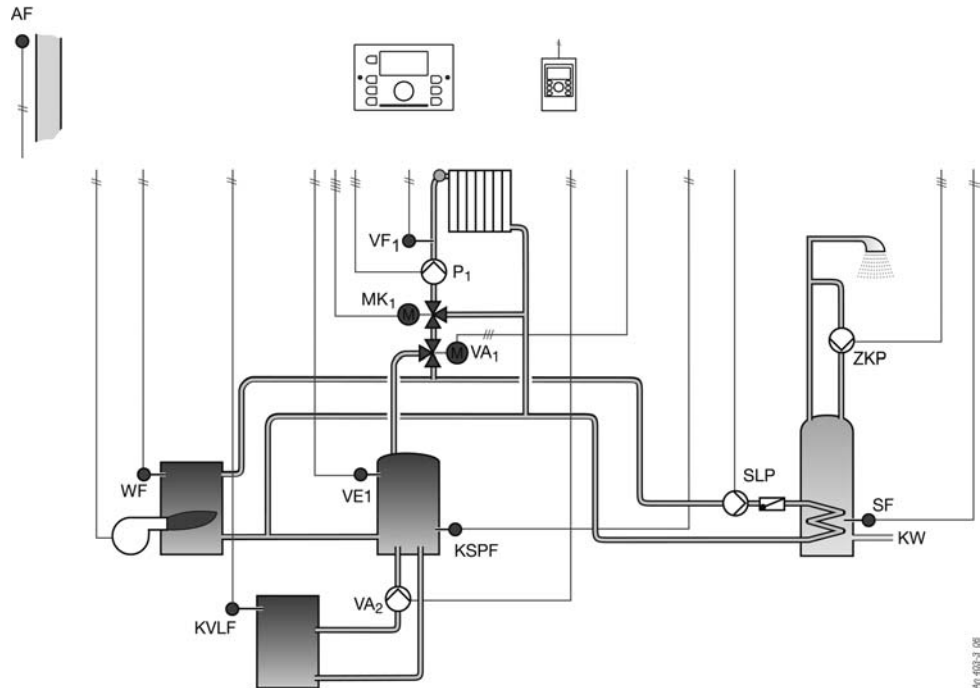 AF
VF₁
P₁
MK₁
M
M
VA₁
ZKP
WF
VE1
SLP
SF
KSPF
KW
VA₂
KVLF